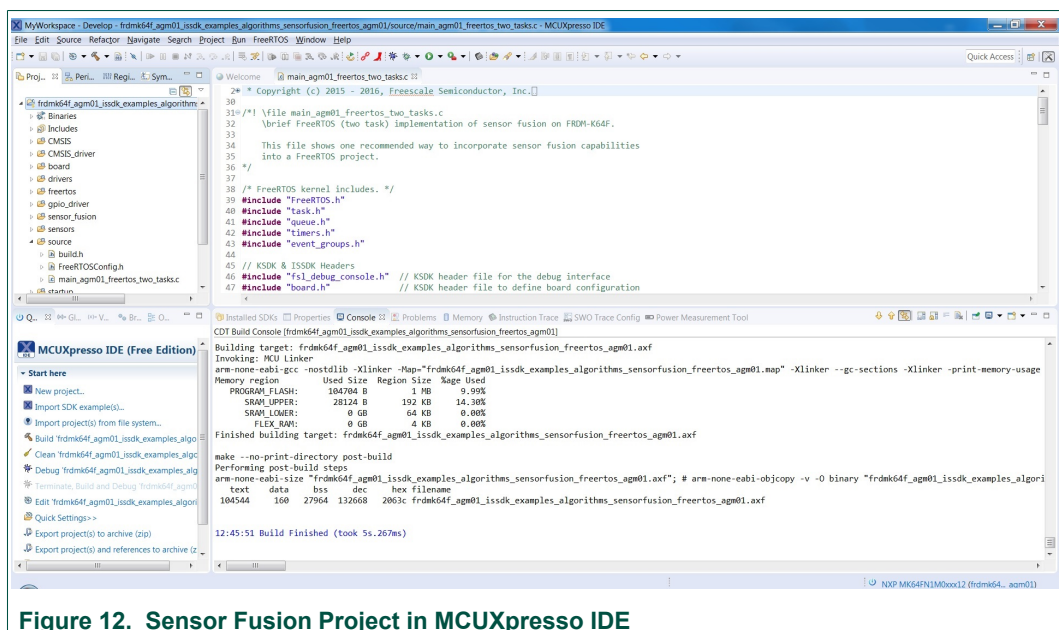 MyWorkspace - Develop - frdmk64f_agm01_issdk_examples_algorithms_sensorfusion_freertos_agm01/source/main_agm01_freertos_two_tasks.c - MCUXpresso IDE
File Edit Source Refactor Navigate Search Project Run FreeRTOS Window Help
Quick Access
Proj... Peri... Regi... Sym...
Welcome main_agm01_freertos_two_tasks.c
frdmk64f_agm01_issdk_examples_algorithm
Binaries
Includes
CMSIS
CMSIS_driver
board
drivers
freertos
gpio_driver
sensor_fusion
sensors
source
build.h
FreeRTOSConfig.h
main_agm01_freertos_two_tasks.c
startup
2 * Copyright (c) 2015 - 2016, Freescale Semiconductor, Inc.
30
31 /*! \file main_agm01_freertos_two_tasks.c
32 \brief FreeRTOS (two task) implementation of sensor fusion on FRDM-K64F.
33
34 This file shows one recommended way to incorporate sensor fusion capabilities
35 into a FreeRTOS project.
36 */
37
38 /* FreeRTOS kernel includes. */
39 #include "FreeRTOS.h"
40 #include "task.h"
41 #include "queue.h"
42 #include "timers.h"
43 #include "event_groups.h"
44
45 // KSDK & ISSDK Headers
46 #include "fsl_debug_console.h" // KSDK header file for the debug interface
47 #include "board.h" // KSDK header file to define board configuration
Q... GL... V... Br... O...
MCUXpresso IDE (Free Edition)
Start here
New project...
Import SDK example(s)...
Import project(s) from file system...
Build 'frdmk64f_agm01_issdk_examples_algo
Clean 'frdmk64f_agm01_issdk_examples_algo
Debug 'frdmk64f_agm01_issdk_examples_alg
Terminate, Build and Debug 'frdmk64f_agm0
Edit 'frdmk64f_agm01_issdk_examples_algori
Quick Settings>>
Export project(s) to archive (zip)
Export project(s) and references to archive (z
Installed SDKs Properties Console Problems Memory Instruction Trace SWO Trace Config Power Measurement Tool
CDT Build Console [frdmk64f_agm01_issdk_examples_algorithms_sensorfusion_freertos_agm01]
Building target: frdmk64f_agm01_issdk_examples_algorithms_sensorfusion_freertos_agm01.axf
Invoking: MCU Linker
arm-none-eabi-gcc -nostdlib -Xlinker -Map="frdmk64f_agm01_issdk_examples_algorithms_sensorfusion_freertos_agm01.map" -Xlinker --gc-sections -Xlinker -print-memory-usage
Memory region Used Size Region Size %age Used
PROGRAM_FLASH: 104704 B 1 MB 9.99%
SRAM_UPPER: 28124 B 192 KB 14.30%
SRAM_LOWER: 0 GB 64 KB 0.00%
FLEX_RAM: 0 GB 4 KB 0.00%
Finished building target: frdmk64f_agm01_issdk_examples_algorithms_sensorfusion_freertos_agm01.axf
make --no-print-directory post-build
Performing post-build steps
arm-none-eabi-size "frdmk64f_agm01_issdk_examples_algorithms_sensorfusion_freertos_agm01.axf"; # arm-none-eabi-objcopy -v -O binary "frdmk64f_agm01_issdk_examples_algori
text data bss dec hex filename
104544 160 27964 132668 2063c frdmk64f_agm01_issdk_examples_algorithms_sensorfusion_freertos_agm01.axf
12:45:51 Build Finished (took 5s.267ms)
NXP MK64FN1M0xxx12 (frdmk64..._agm01)
Figure 12. Sensor Fusion Project in MCUXpresso IDE